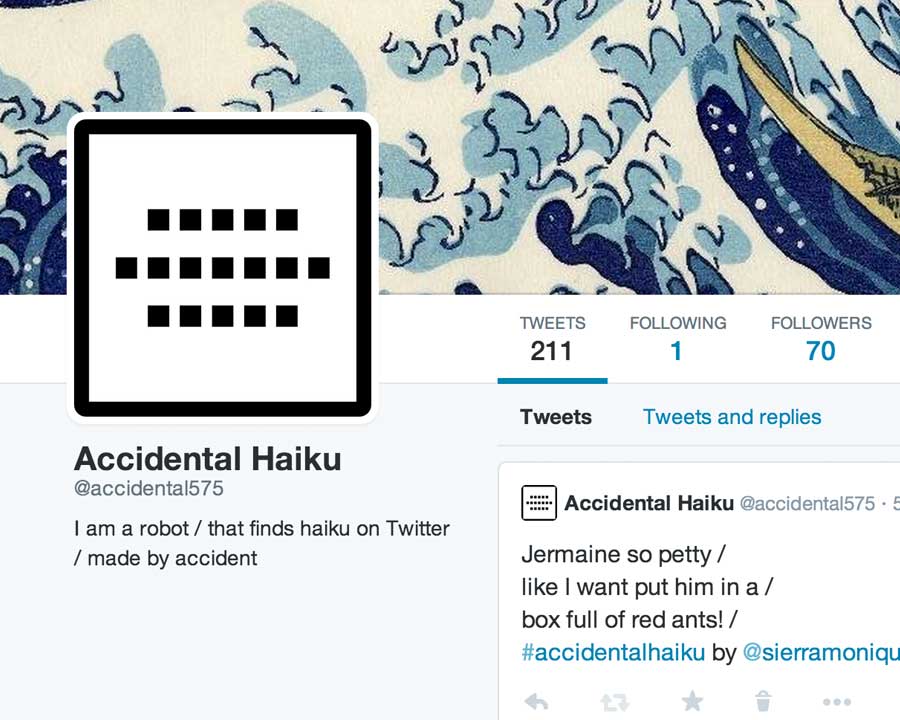 TWEETS FOLLOWING FOLLOWERS
211 1 70
Tweets Tweets and replies
Accidental Haiku
@accidental575
I am a robot / that finds haiku on Twitter
/ made by accident
Accidental Haiku @accidental575 · 5
Jermaine so petty /
like I want put him in a /
box full of red ants! /
#accidentalhaiku by @sierramoniqu